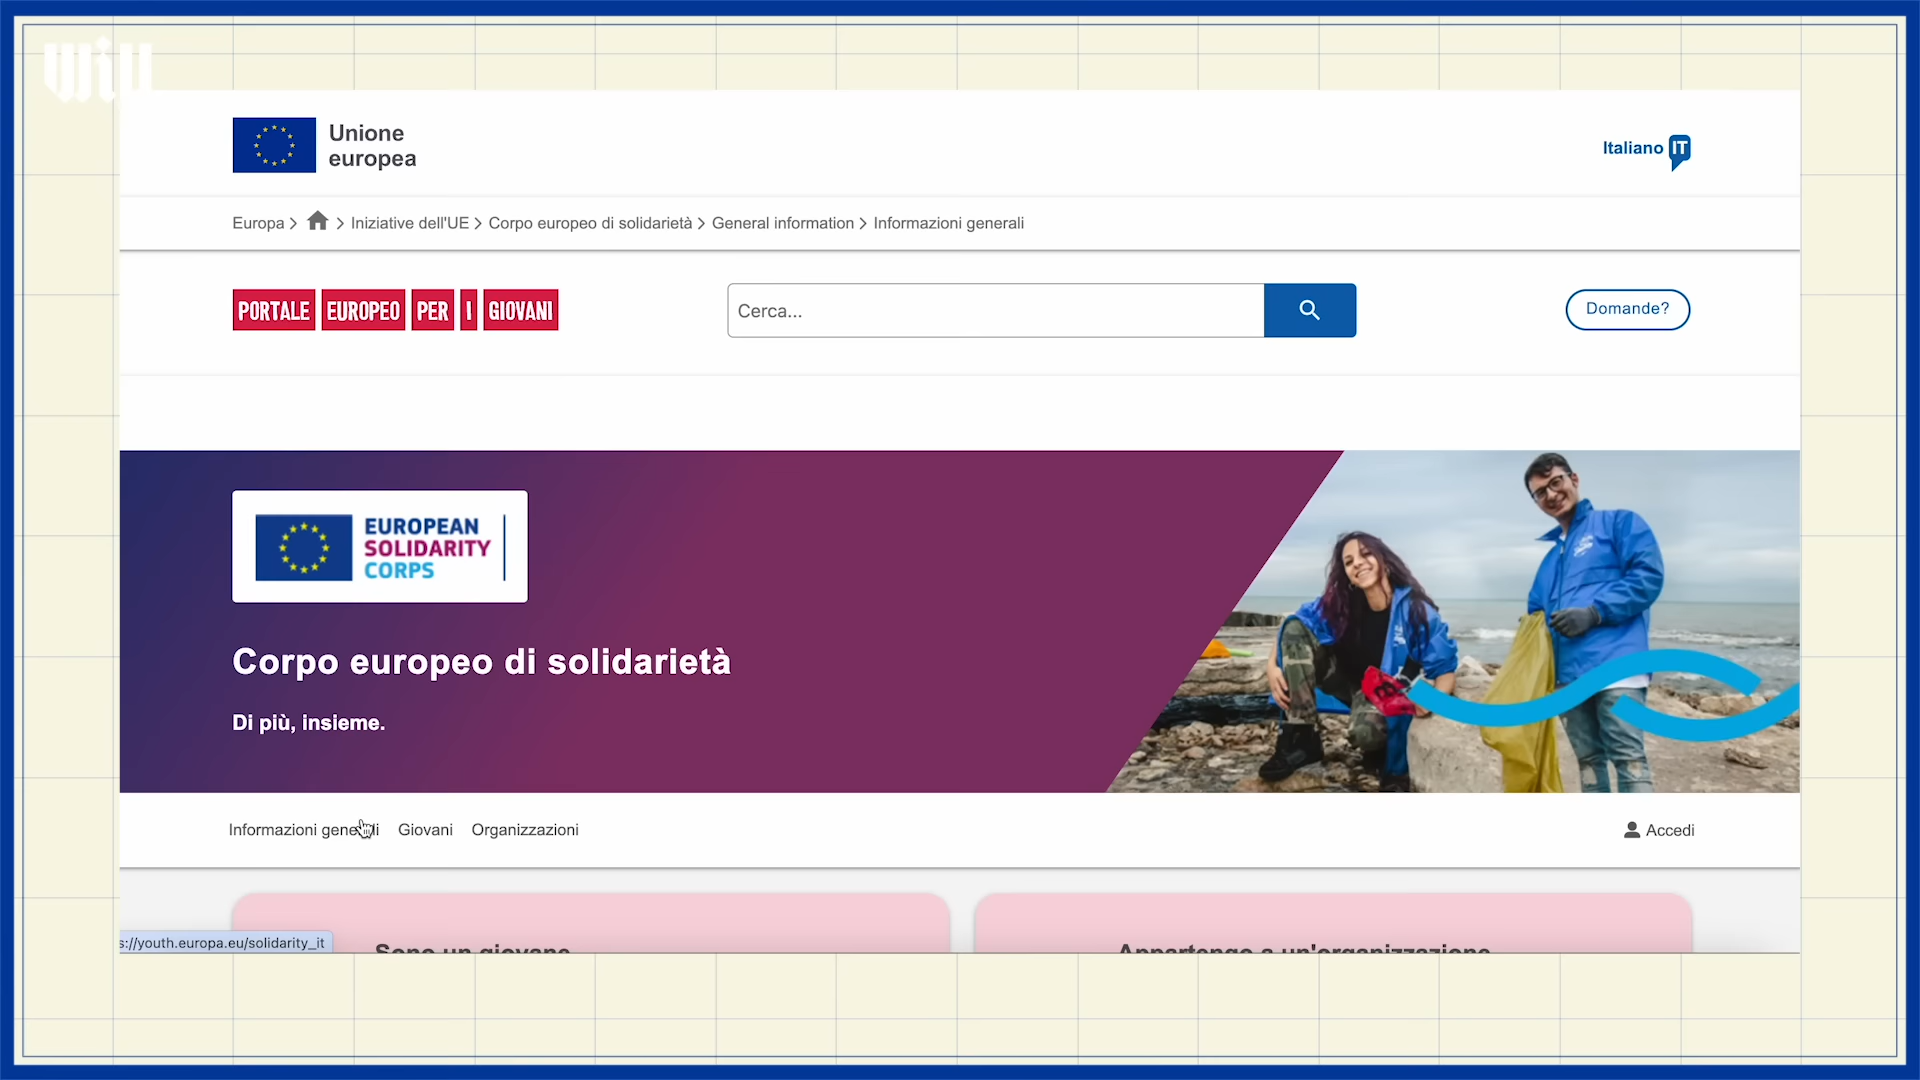 will
Unione
europea
Italiano IT
Europa > > Iniziative dell'UE > Corpo europeo di solidarietà > General information > Informazioni generali
PORTALE EUROPEO PER I GIOVANI
Cerca...
Domande?
EUROPEAN
SOLIDARITY
CORPS
Corpo europeo di solidarietà
Di più, insieme.
Informazioni generali Giovani Organizzazioni
Accedi
Sono un giovane
Appartengo a un'organizzazione
s://youth.europa.eu/solidarity_it